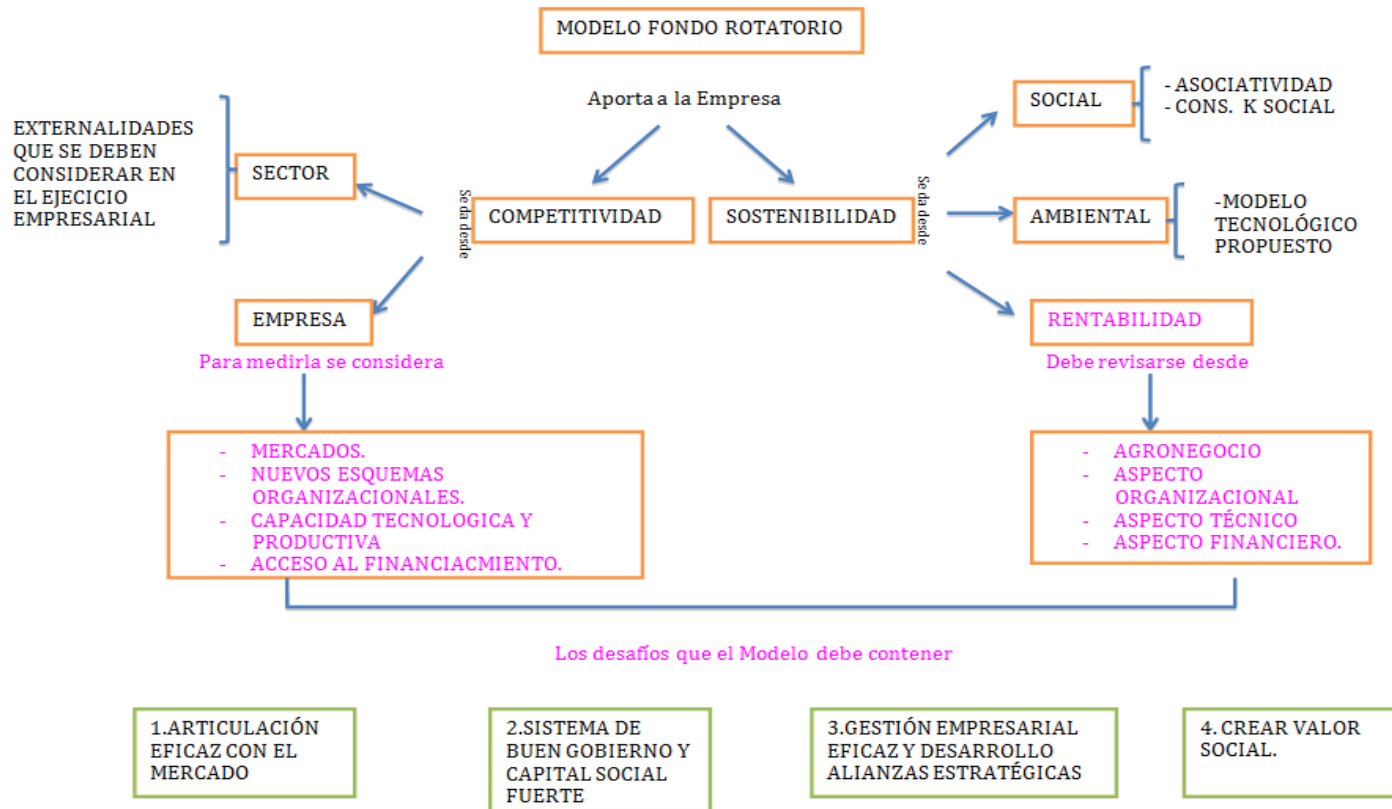 MODELO FONDO ROTATORIO
Aporta a la Empresa
EXTERNALIDADES
QUE SE DEBEN
CONSIDERAR EN
EL EJECICIO
EMPRESARIAL
SECTOR
Se da desde
COMPETITIVIDAD
SOSTENIBILIDAD
Se da desde
SOCIAL
- ASOCIATIVIDAD
- CONS. K SOCIAL
AMBIENTAL
-MODELO
TECNOLÓGICO
PROPUESTO
EMPRESA
Para medirla se considera
RENTABILIDAD
Debe revisarse desde
- MERCADOS.
- NUEVOS ESQUEMAS
ORGANIZACIONALES.
- CAPACIDAD TECNOLOGICA Y
PRODUCTIVA
- ACCESO AL FINANCIACMIENTO.
- AGRONEGOCIO
- ASPECTO
ORGANIZACIONAL
- ASPECTO TÉCNICO
- ASPECTO FINANCIERO.
Los desafíos que el Modelo debe contener
1.ARTICULACIÓN
EFICAZ CON EL
MERCADO
2.SISTEMA DE
BUEN GOBIERNO Y
CAPITAL SOCIAL
FUERTE
3.GESTIÓN EMPRESARIAL
EFICAZ Y DESARROLLO
ALIANZAS ESTRATÉGICAS
4. CREAR VALOR
SOCIAL.